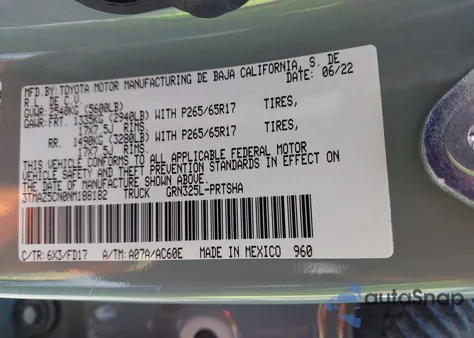 MFD.BY: TOYOTA MOTOR MANUFACTURING DE BAJA CALIFORNIA, S. DE
R.L. DE C.V. DATE: 06/22
GVWR: 2540KG (5600LB)
GAWR: FRT. 1335KG (2940LB) WITH P265/65R17 TIRES,
17X7.5J RIMS;
RR. 1490KG (3280LB) WITH P265/65R17 TIRES,
17X7.5J RIMS
THIS VEHICLE CONFORMS TO ALL APPLICABLE FEDERAL MOTOR
VEHICLE SAFETY AND THEFT PREVENTION STANDARDS IN EFFECT ON
THE DATE OF MANUFACTURE SHOWN ABOVE.
3TMAZ5CN0NM188182 TRUCK GRN325L-PRTSHA
C/TR: 6X3/FD17 A/TM: A07A/AC60E MADE IN MEXICO 960
autoSnap